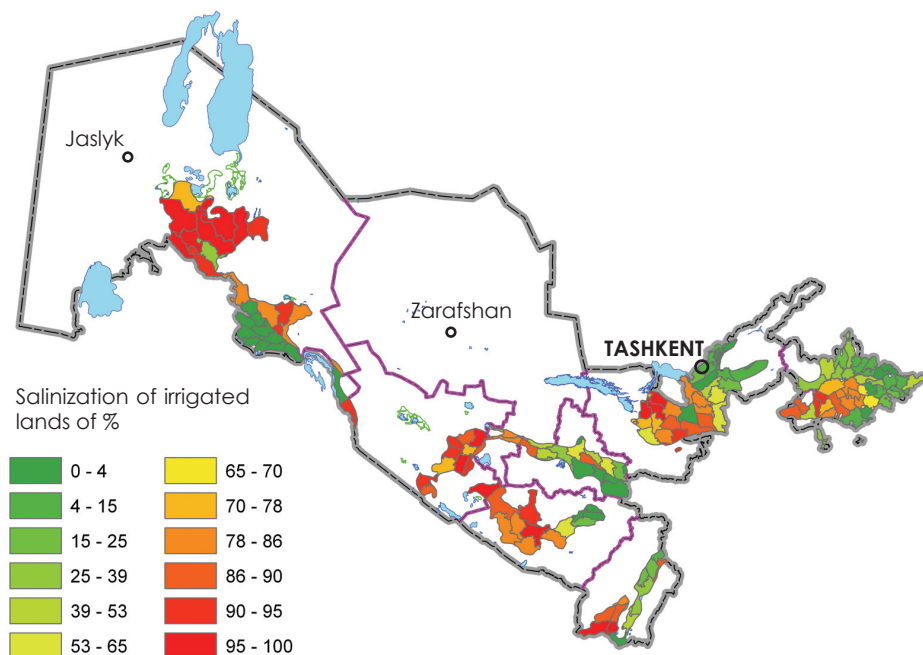 Jaslyk
Zarafshan
TASHKENT
Salinization of irrigated
lands of %
0 - 4
4 - 15
15 - 25
25 - 39
39 - 53
53 - 65
65 - 70
70 - 78
78 - 86
86 - 90
90 - 95
95 - 100